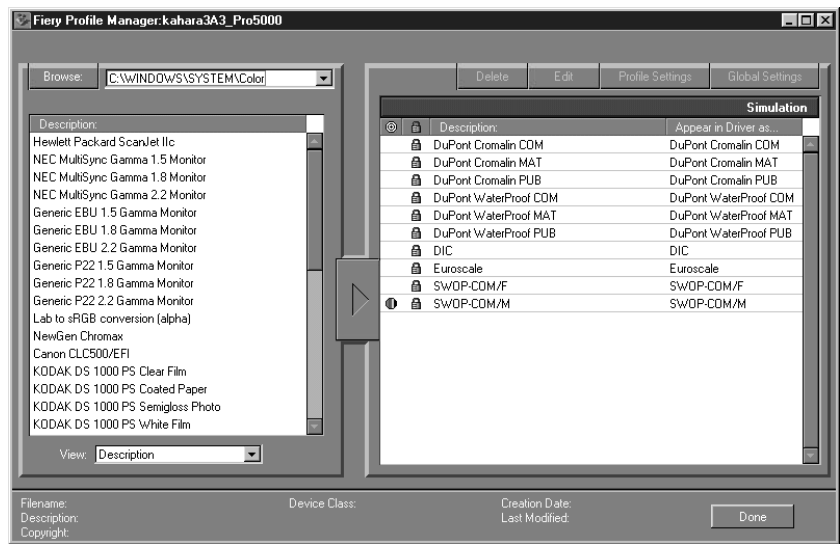 Fiery Profile Manager:kahara3A3_Pro5000
Browse: C:\WINDOWS\SYSTEM\Color
Description:
Hewlett Packard ScanJet IIc
NEC MultiSync Gamma 1.5 Monitor
NEC MultiSync Gamma 1.8 Monitor
NEC MultiSync Gamma 2.2 Monitor
Generic EBU 1.5 Gamma Monitor
Generic EBU 1.8 Gamma Monitor
Generic EBU 2.2 Gamma Monitor
Generic P22 1.5 Gamma Monitor
Generic P22 1.8 Gamma Monitor
Generic P22 2.2 Gamma Monitor
Lab to sRGB conversion (alpha)
NewGen Chromax
Canon CLC500/EFI
KODAK DS 1000 PS Clear Film
KODAK DS 1000 PS Coated Paper
KODAK DS 1000 PS Semigloss Photo
KODAK DS 1000 PS White Film
View: Description
Delete Edit Profile Settings Global Settings
Simulation
Description: Appear in Driver as...
DuPont Cromalin COM DuPont Cromalin COM
DuPont Cromalin MAT DuPont Cromalin MAT
DuPont Cromalin PUB DuPont Cromalin PUB
DuPont WaterProof COM DuPont WaterProof COM
DuPont WaterProof MAT DuPont WaterProof MAT
DuPont WaterProof PUB DuPont WaterProof PUB
DIC DIC
Euroscale Euroscale
SWOP-COM/F SWOP-COM/F
SWOP-COM/M SWOP-COM/M
Filename: Device Class: Creation Date:
Description: Last Modified:
Copyright:
Done